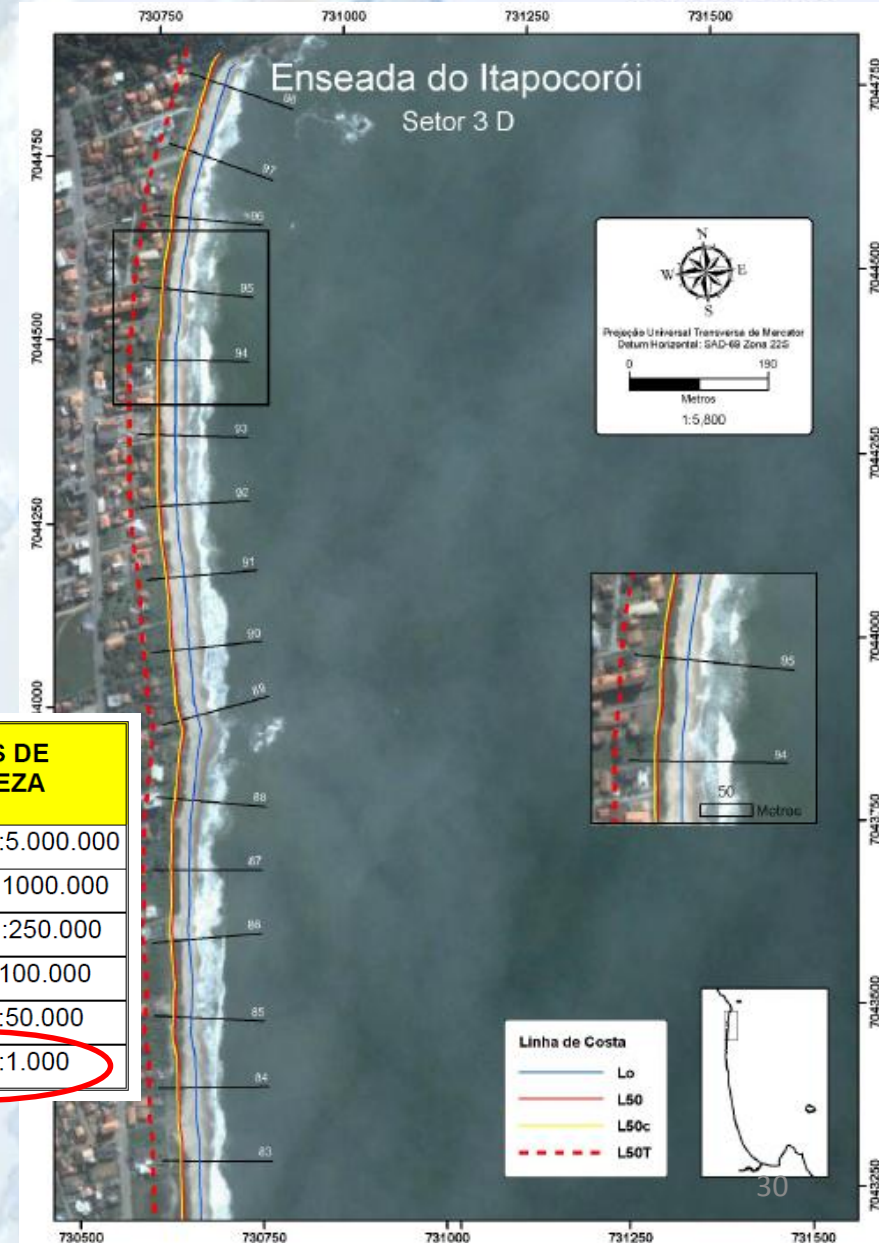 730750 731000 731250 731500
Enseada do Itapocorói
Setor 3 D
7044750
7044500
7044250
7044000
7043750
7043500
7043250
7044750
7044500
7044250
98
97
96
95
94
93
92
91
90
89
88
87
86
85
84
83
N
W E
S
Projeção Universal Transversa de Mercator
Datum Horizontal: SAD-69 Zona 22S
0 190
Metros
1:5,800
95
94
50
Metros
S DE
EZA
:5.000.000
1000.000
:250.000
100.000
:50.000
:1.000
Linha de Costa
Lo
L50
L50c
L50T
30
730500 730750 731000 731250 731500